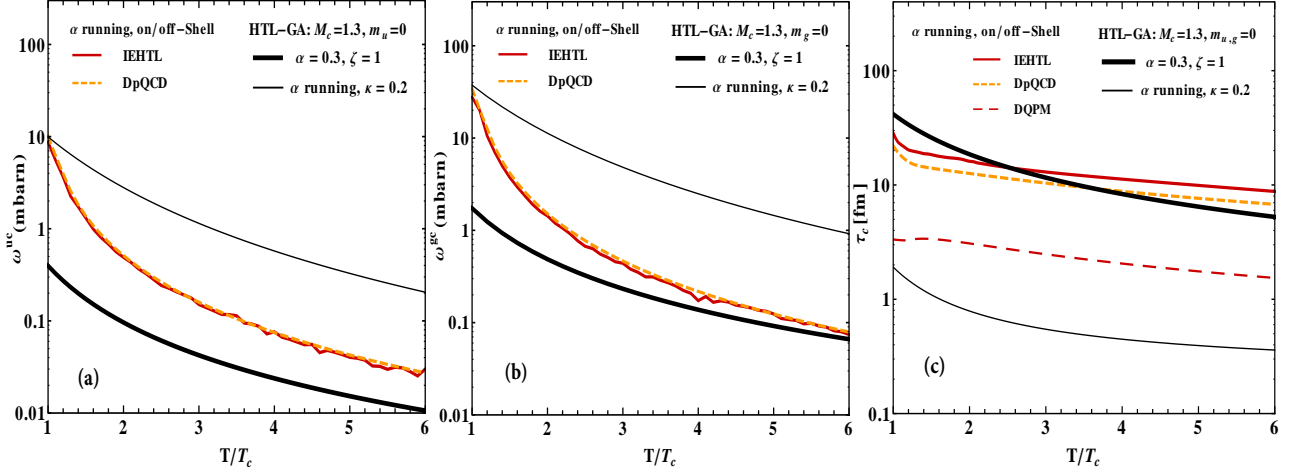 α running, on/off−Shell
IEHTL
DpQCD
HTL−GA: M_c=1.3, m_u=0
α = 0.3, ζ = 1
α running, κ = 0.2
100
10
1
0.1
0.01
ω^uc (mbarn)
(a)
1 2 3 4 5 6
T/T_c
α running, on/off−Shell
IEHTL
DpQCD
HTL−GA: M_c=1.3, m_g=0
α = 0.3, ζ = 1
α running, κ = 0.2
100
10
1
0.1
0.01
ω^gc (mbarn)
(b)
1 2 3 4 5 6
T/T_c
α running, on/off−Shell
IEHTL
DpQCD
DQPM
HTL−GA: M_c=1.3, m_u,g=0
α = 0.3, ζ = 1
α running, κ = 0.2
100
10
1
0.1
τ_c [fm]
(c)
1 2 3 4 5 6
T/T_c